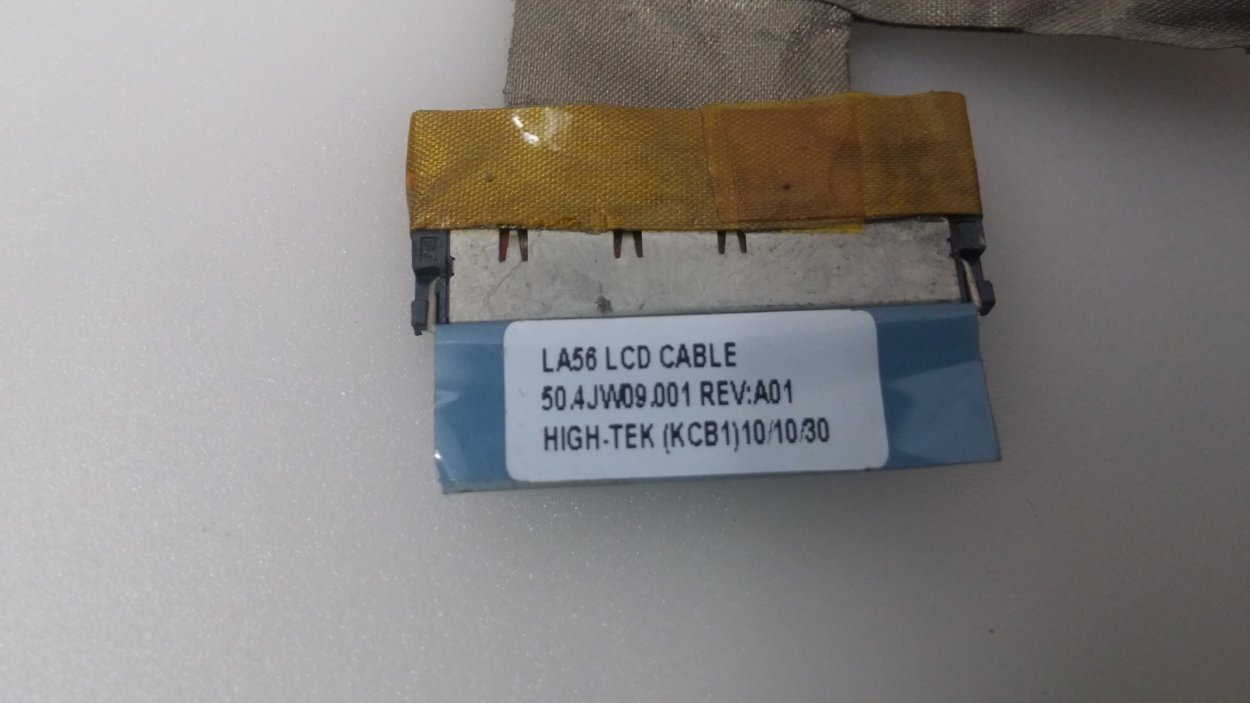 LA56 LCD CABLE
50.4JW09.001 REV:A01
HIGH-TEK (KCB1)10/10/30